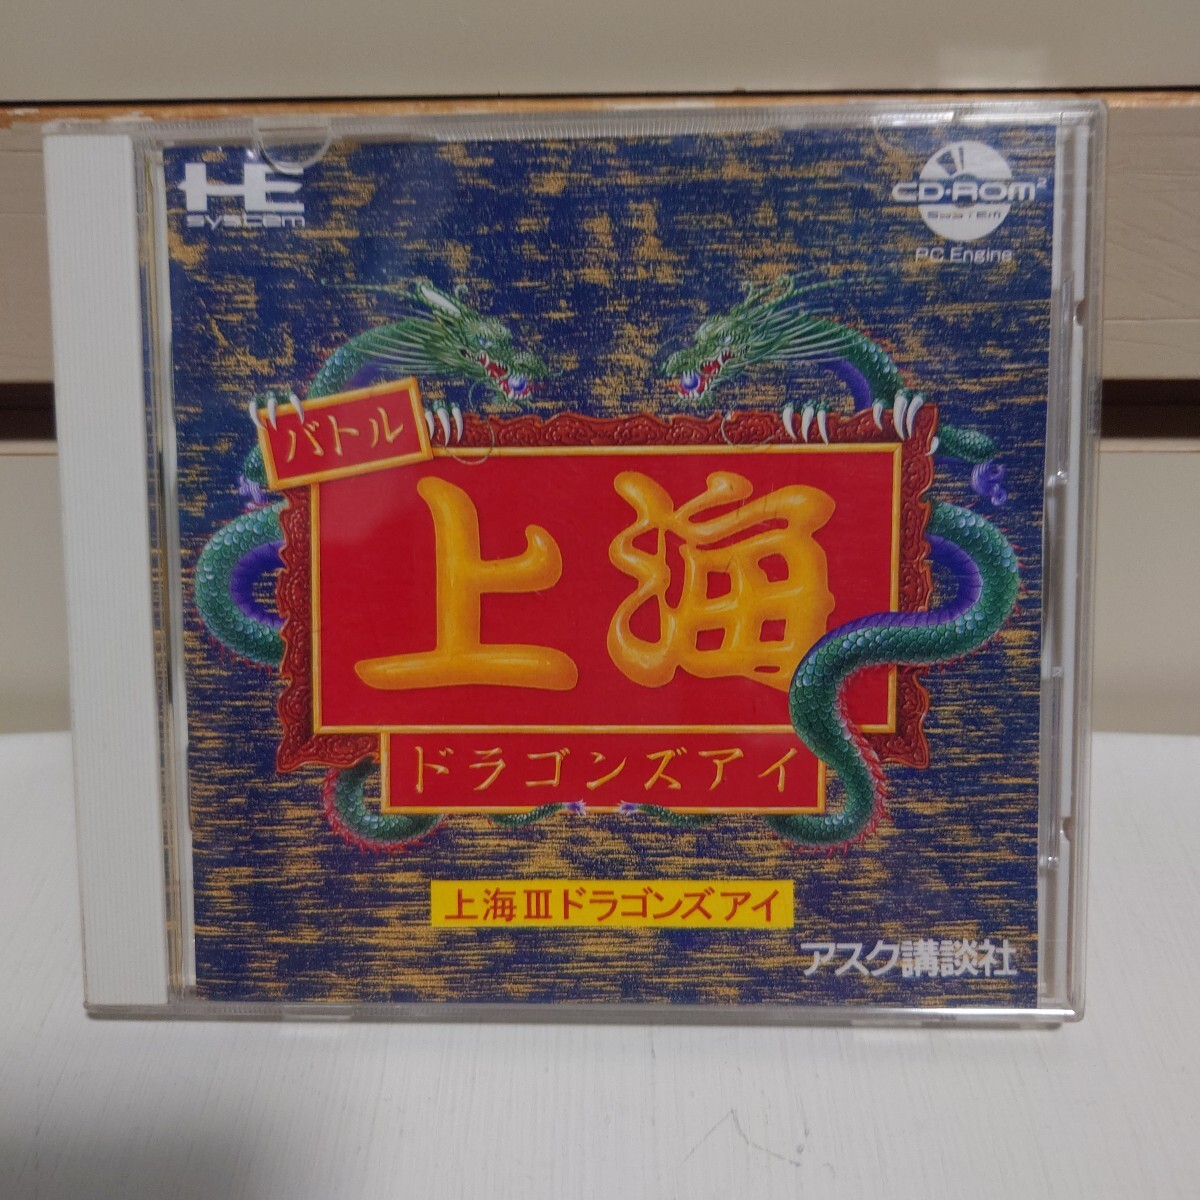 HE
system
CD-ROM²
SYSTEM
PC Engine
バトル
上海
ドラゴンズアイ
上海Ⅲドラゴンズアイ
アスク講談社